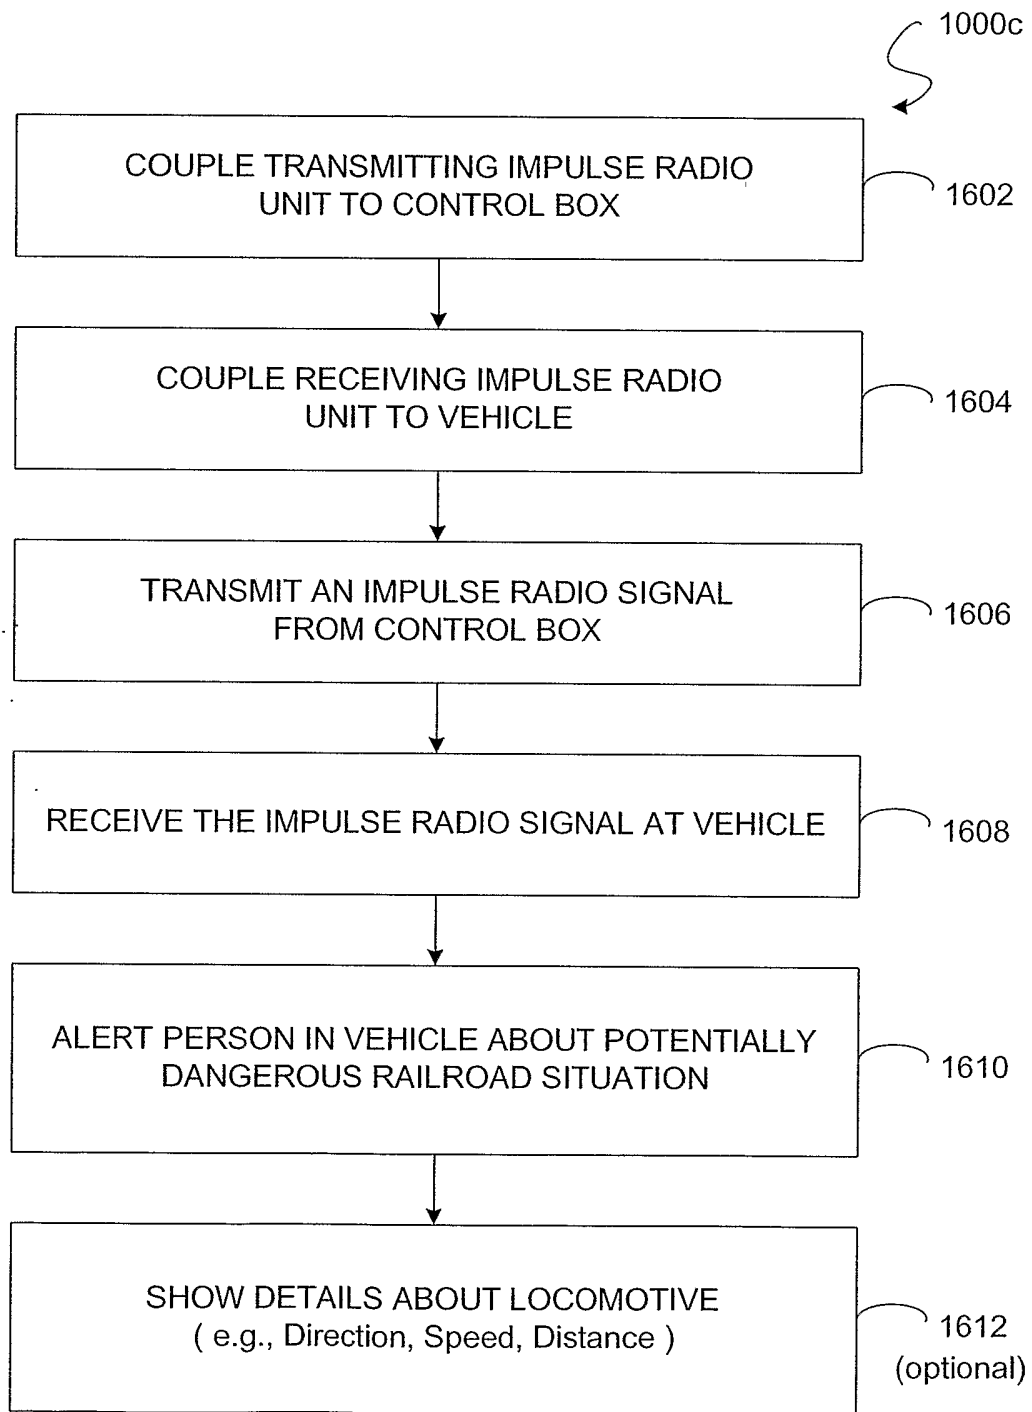 1000c
COUPLE TRANSMITTING IMPULSE RADIO
UNIT TO CONTROL BOX
1602
COUPLE RECEIVING IMPULSE RADIO
UNIT TO VEHICLE
1604
TRANSMIT AN IMPULSE RADIO SIGNAL
FROM CONTROL BOX
1606
RECEIVE THE IMPULSE RADIO SIGNAL AT VEHICLE
1608
ALERT PERSON IN VEHICLE ABOUT POTENTIALLY
DANGEROUS RAILROAD SITUATION
1610
SHOW DETAILS ABOUT LOCOMOTIVE
( e.g., Direction, Speed, Distance )
1612
(optional)